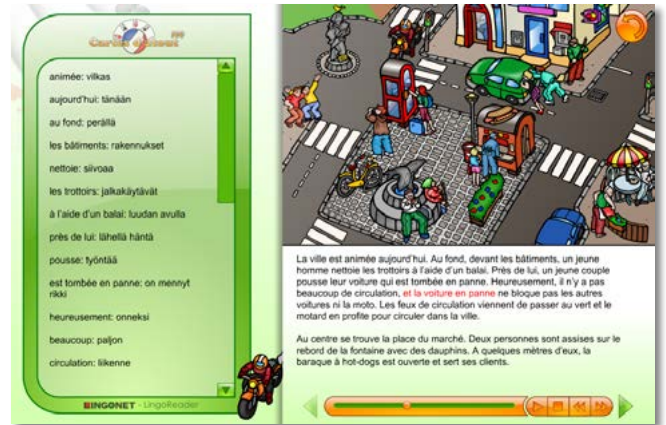 animée: vilkas
aujourd'hui: tänään
au fond: perällä
les bâtiments: rakennukset
nettoie: siivoaa
les trottoirs: jalkakäytävät
à l'aide d'un balai: luudan avulla
près de lui: lähellä häntä
pousse: työntää
est tombée en panne: on mennyt
rikki
heureusement: onneksi
beaucoup: paljon
circulation: liikenne
LINGONET - LingoReader
La ville est animée aujourd'hui. Au fond, devant les bâtiments, un jeune
homme nettoie les trottoirs à l'aide d'un balai. Près de lui, un jeune couple
pousse leur voiture qui est tombée en panne. Heureusement, il n'y a pas
beaucoup de circulation, et la voiture en panne ne bloque pas les autres
voitures ni la moto. Les feux de circulation viennent de passer au vert et le
motard en profite pour circuler dans la ville.
Au centre se trouve la place du marché. Deux personnes sont assises sur le
rebord de la fontaine avec des dauphins. A quelques mètres d'eux, la
baraque à hot-dogs est ouverte et sert ses clients.